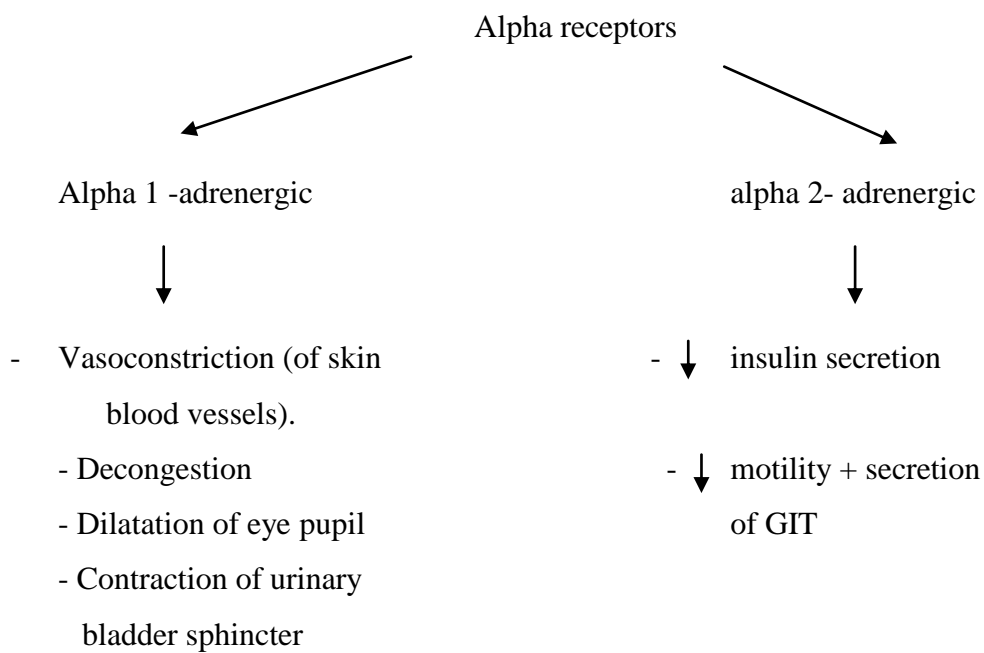 Alpha receptors
Alpha 1 -adrenergic
alpha 2- adrenergic
- Vasoconstriction (of skin
blood vessels).
- Decongestion
- Dilatation of eye pupil
- Contraction of urinary
bladder sphincter
- ↓ insulin secretion
- ↓ motility + secretion
of GIT